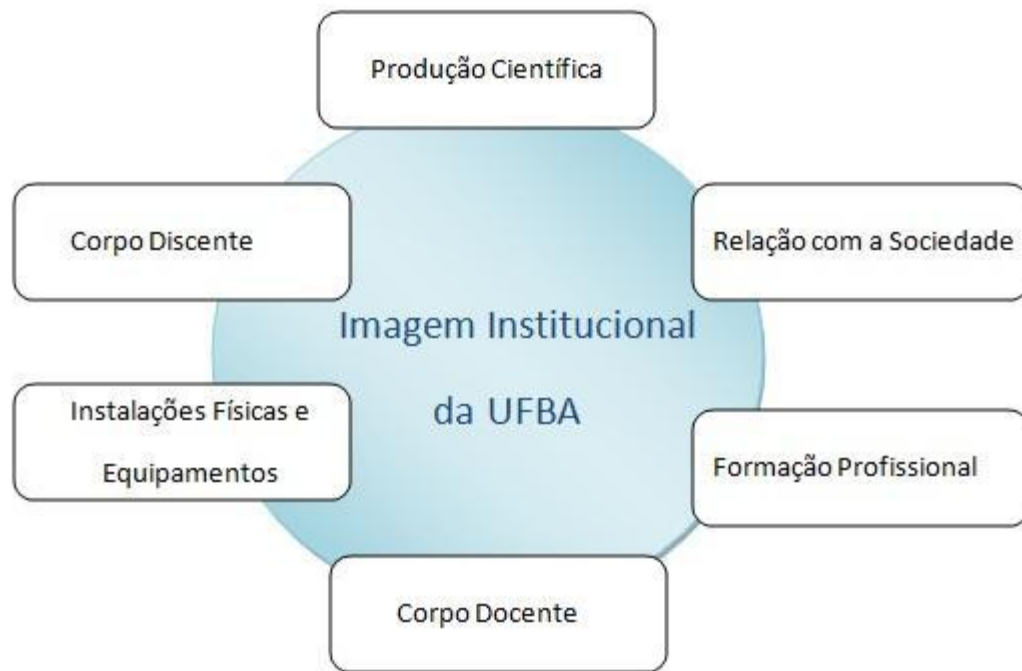 Produção Científica
Corpo Discente
Relação com a Sociedade
Imagem Institucional
da UFBA
Instalações Físicas e
Equipamentos
Formação Profissional
Corpo Docente